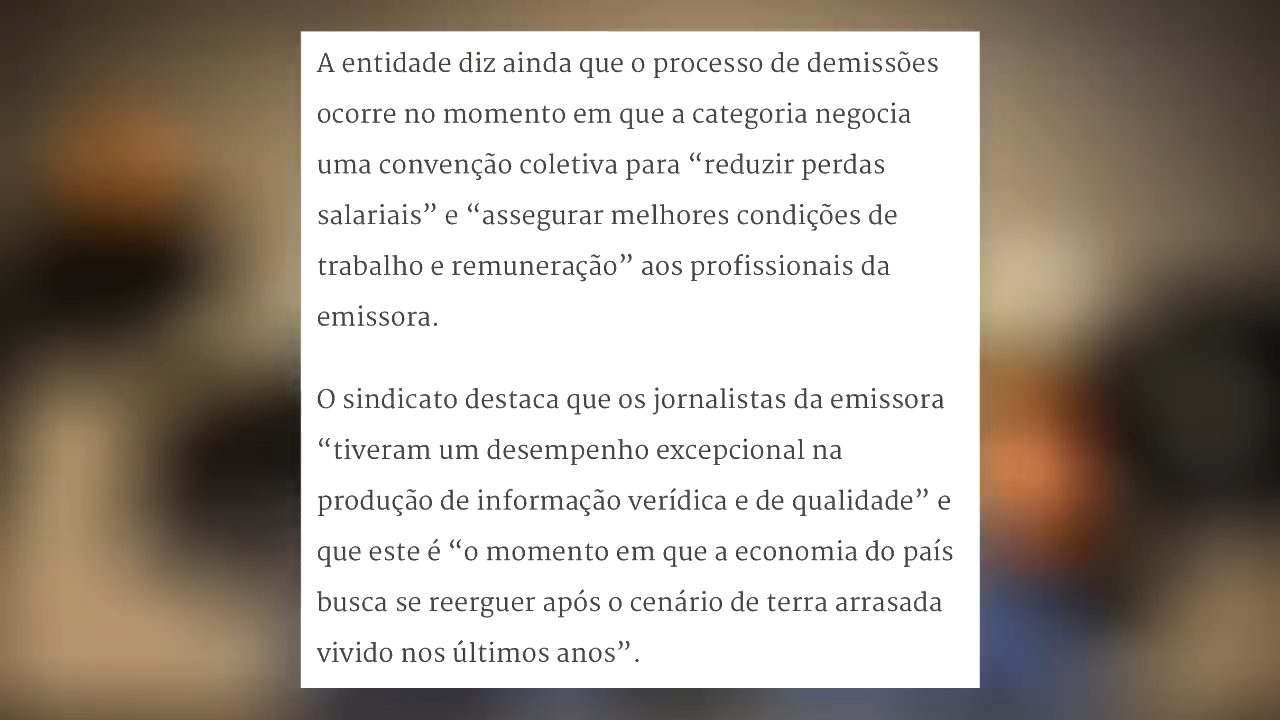 A entidade diz ainda que o processo de demissões
ocorre no momento em que a categoria negocia
uma convenção coletiva para “reduzir perdas
salariais” e “assegurar melhores condições de
trabalho e remuneração” aos profissionais da
emissora.
O sindicato destaca que os jornalistas da emissora
“tiveram um desempenho excepcional na
produção de informação verídica e de qualidade” e
que este é “o momento em que a economia do país
busca se reerguer após o cenário de terra arrasada
vivido nos últimos anos”.